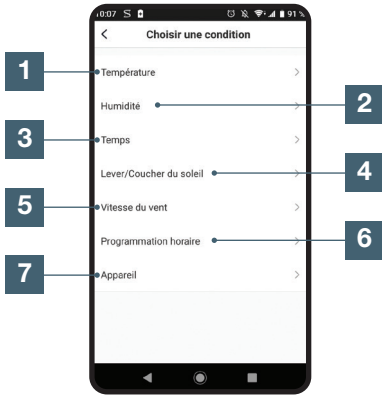 10:07 S 91 %
Choisir une condition
1 Température
Humidité 2
3 Temps
Lever/Coucher du soleil 4
5 Vitesse du vent
Programmation horaire 6
7 Appareil